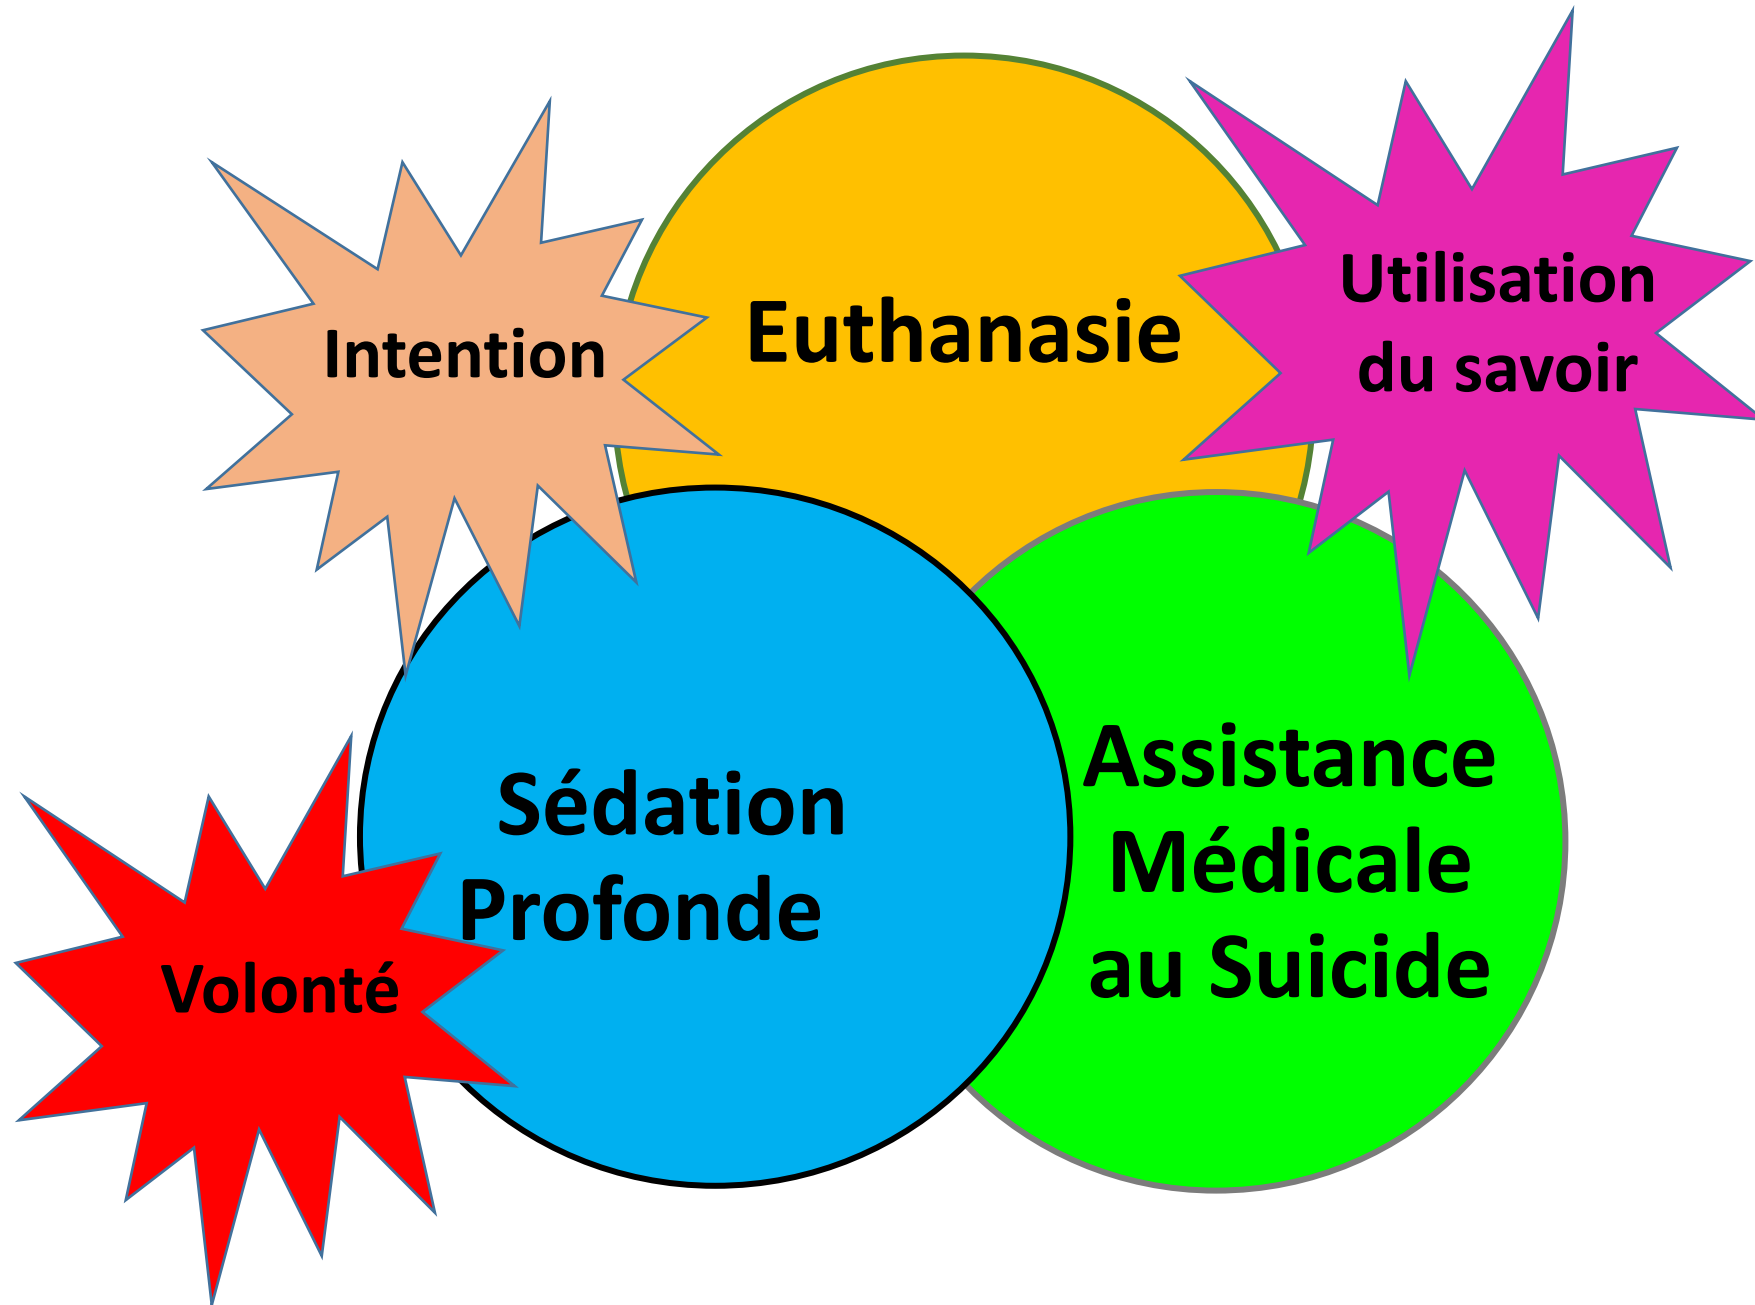 Euthanasie
Intention
Utilisation
du savoir
Sédation
Profonde
Assistance
Médicale
au Suicide
Volonté